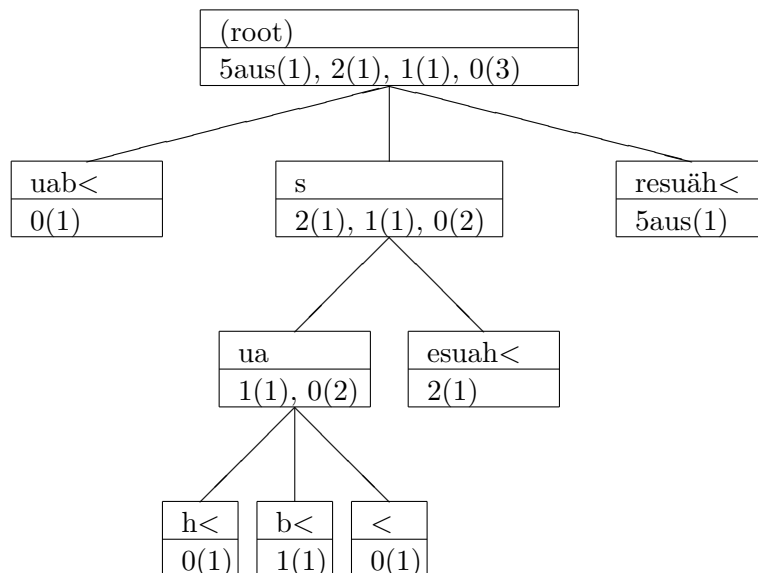 (root)
5aus(1), 2(1), 1(1), 0(3)
uab<
0(1)
s
2(1), 1(1), 0(2)
resuäh<
5aus(1)
ua
1(1), 0(2)
esuah<
2(1)
h<
0(1)
b<
1(1)
<
0(1)